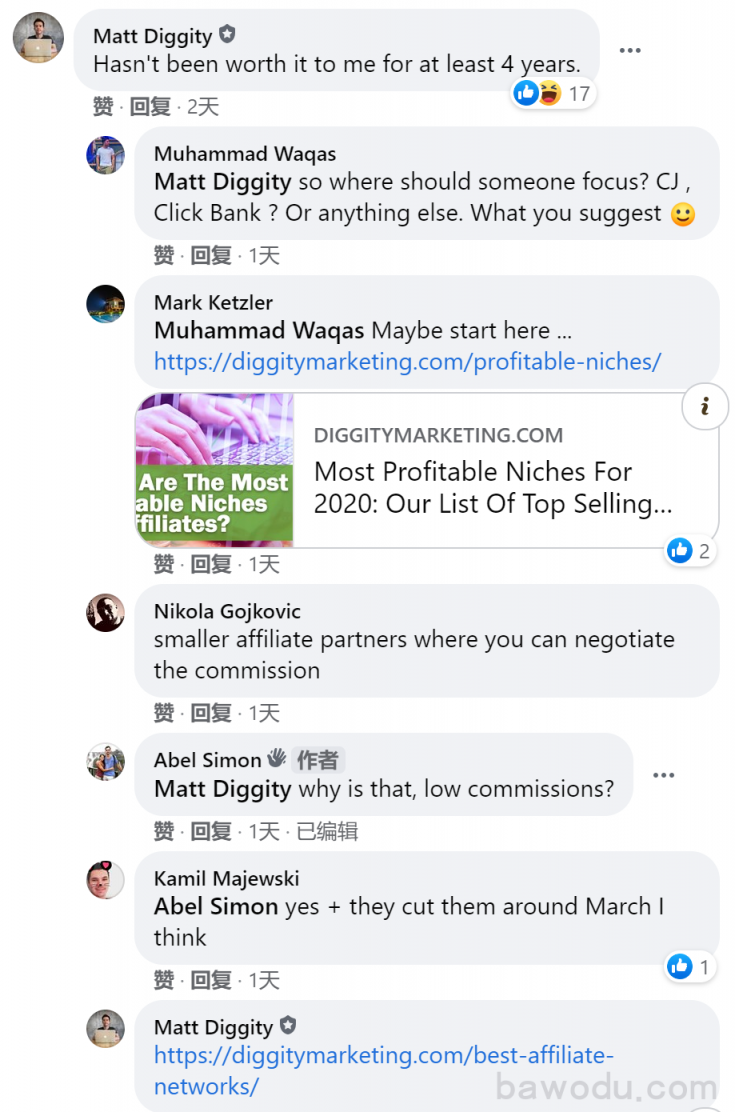 Matt Diggity
Hasn't been worth it to me for at least 4 years.
17
赞 · 回复 · 2天
Muhammad Waqas
Matt Diggity so where should someone focus? CJ ,
Click Bank ? Or anything else. What you suggest
赞 · 回复 · 1天
Mark Ketzler
Muhammad Waqas Maybe start here ...
https://diggitymarketing.com/profitable-niches/
i
Are The Most
able Niches
ffiliates?
DIGGITYMARKETING.COM
Most Profitable Niches For
2020: Our List Of Top Selling...
2
赞 · 回复 · 1天
Nikola Gojkovic
smaller affiliate partners where you can negotiate
the commission
赞 · 回复 · 1天
Abel Simon 作者
Matt Diggity why is that, low commissions?
赞 · 回复 · 1天 · 已编辑
Kamil Majewski
Abel Simon yes + they cut them around March I
think
1
赞 · 回复 · 1天
Matt Diggity
https://diggitymarketing.com/best-affiliate-
networks/
bawodu.com